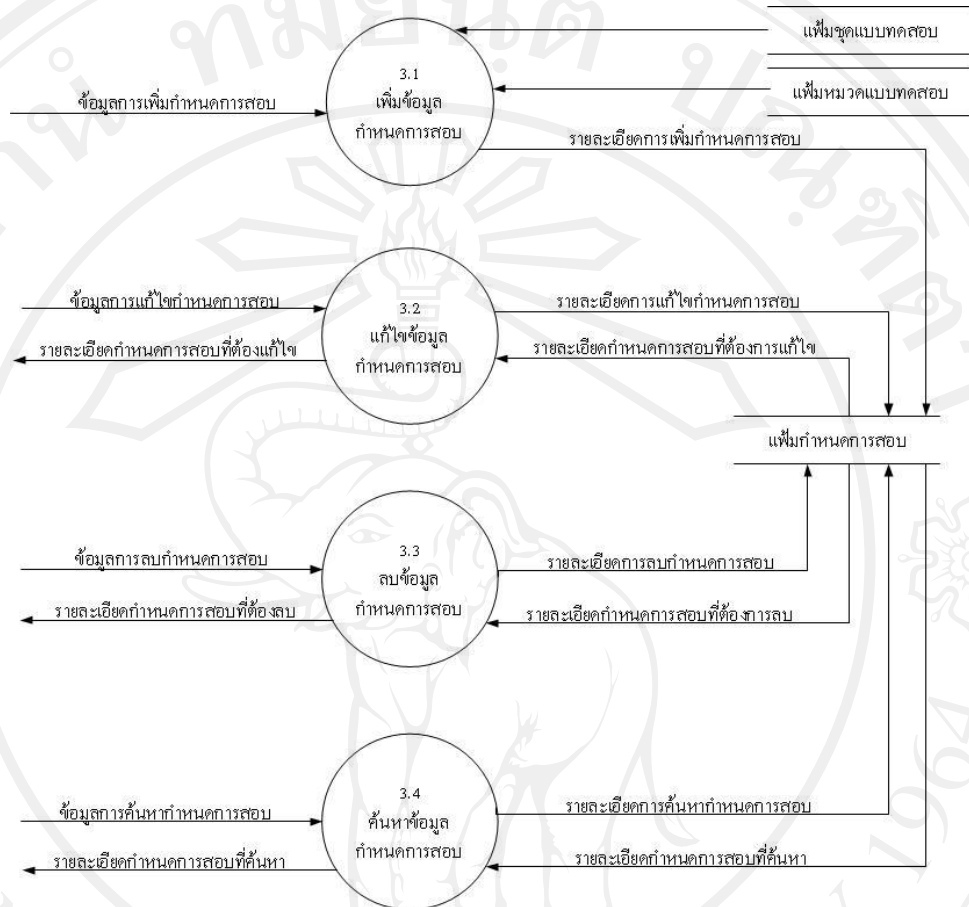 แฟ้มชุดแบบทดสอบ
แฟ้มหมวดแบบทดสอบ
ข้อมูลการเพิ่มกำหนดการสอบ
3.1
เพิ่มข้อมูล
กำหนดการสอบ
รายละเอียดการเพิ่มกำหนดการสอบ
ข้อมูลการแก้ไขกำหนดการสอบ
รายละเอียดกำหนดการสอบที่ต้องแก้ไข
3.2
แก้ไขข้อมูล
กำหนดการสอบ
รายละเอียดการแก้ไขกำหนดการสอบ
รายละเอียดกำหนดการสอบที่ต้องการแก้ไข
แฟ้มกำหนดการสอบ
ข้อมูลการลบกำหนดการสอบ
รายละเอียดกำหนดการสอบที่ต้องลบ
3.3
ลบข้อมูล
กำหนดการสอบ
รายละเอียดการลบกำหนดการสอบ
รายละเอียดกำหนดการสอบที่ต้องการลบ
ข้อมูลการค้นหากำหนดการสอบ
รายละเอียดกำหนดการสอบที่ค้นหา
3.4
ค้นหาข้อมูล
กำหนดการสอบ
รายละเอียดการค้นหากำหนดการสอบ
รายละเอียดกำหนดการสอบที่ค้นหา
1964